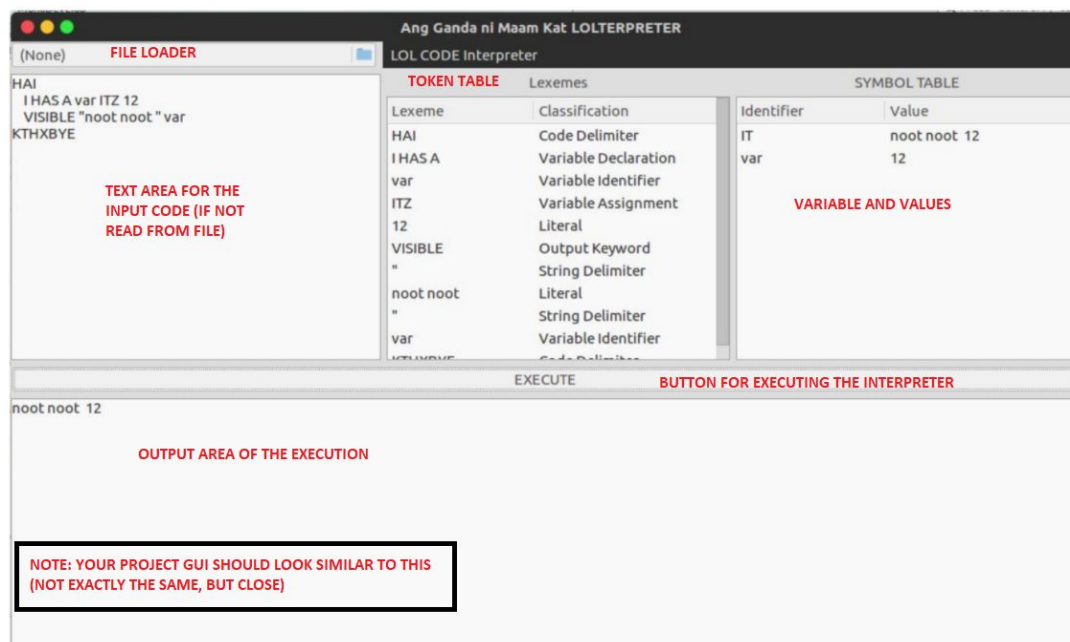 Ang Ganda ni Maam Kat LOLTERPRETER
(None)
FILE LOADER
LOL CODE Interpreter
HAI
I HAS A var ITZ 12
VISIBLE "noot noot " var
KTHXBYE
TEXT AREA FOR THE
INPUT CODE (IF NOT
READ FROM FILE)
TOKEN TABLE Lexemes
Lexeme Classification
HAI Code Delimiter
I HAS A Variable Declaration
var Variable Identifier
ITZ Variable Assignment
12 Literal
VISIBLE Output Keyword
" String Delimiter
noot noot Literal
" String Delimiter
var Variable Identifier
KTHXBYE Code Delimiter
SYMBOL TABLE
Identifier Value
IT noot noot 12
var 12
VARIABLE AND VALUES
EXECUTE
BUTTON FOR EXECUTING THE INTERPRETER
noot noot 12
OUTPUT AREA OF THE EXECUTION
NOTE: YOUR PROJECT GUI SHOULD LOOK SIMILAR TO THIS
(NOT EXACTLY THE SAME, BUT CLOSE)